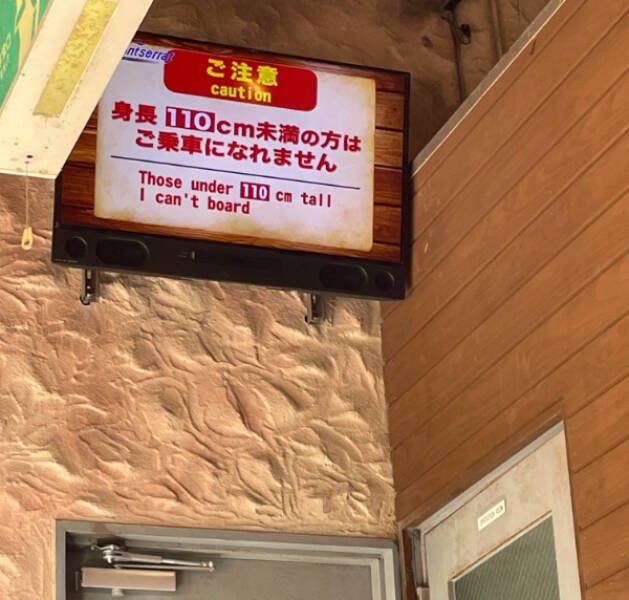 ご注意
caution
身長 110cm未満の方は
ご乗車になれません
Those under 110 cm tall
I can't board